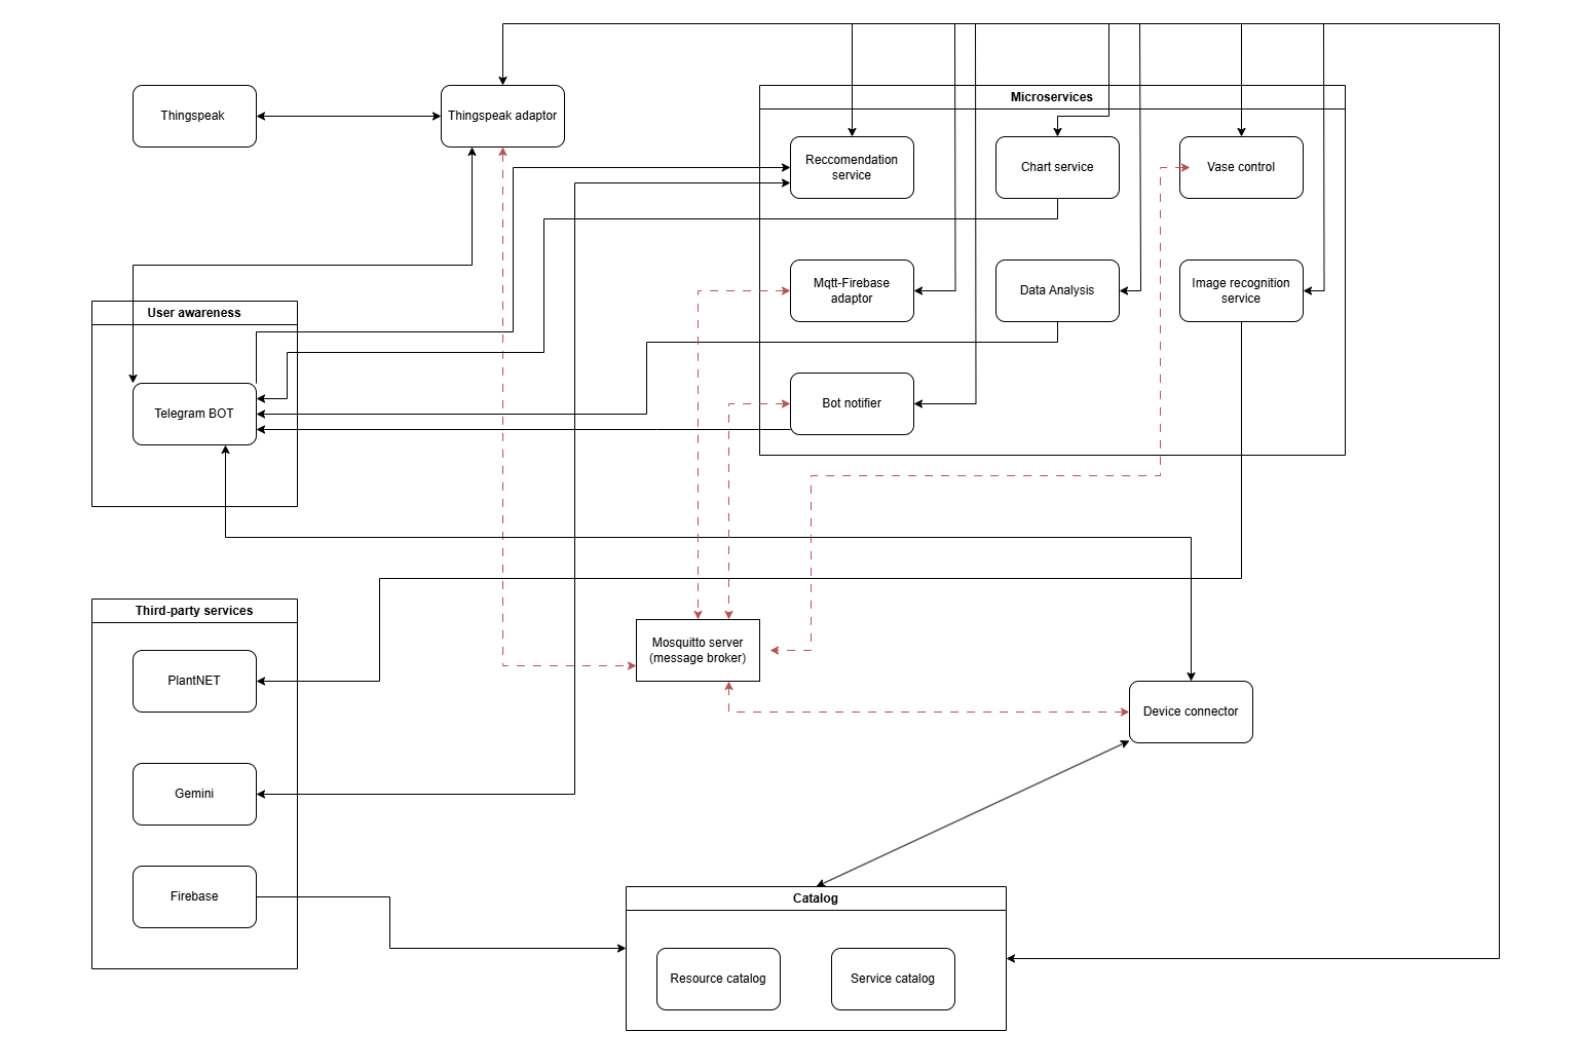 Microservices
Thingspeak
Thingspeak adaptor
Reccomendation
service
Chart service
Vase control
Mqtt-Firebase
adaptor
Data Analysis
Image recognition
service
User awareness
Telegram BOT
Bot notifier
Third-party services
Mosquitto server
(message broker)
PlantNET
Device connector
Gemini
Firebase
Catalog
Resource catalog
Service catalog